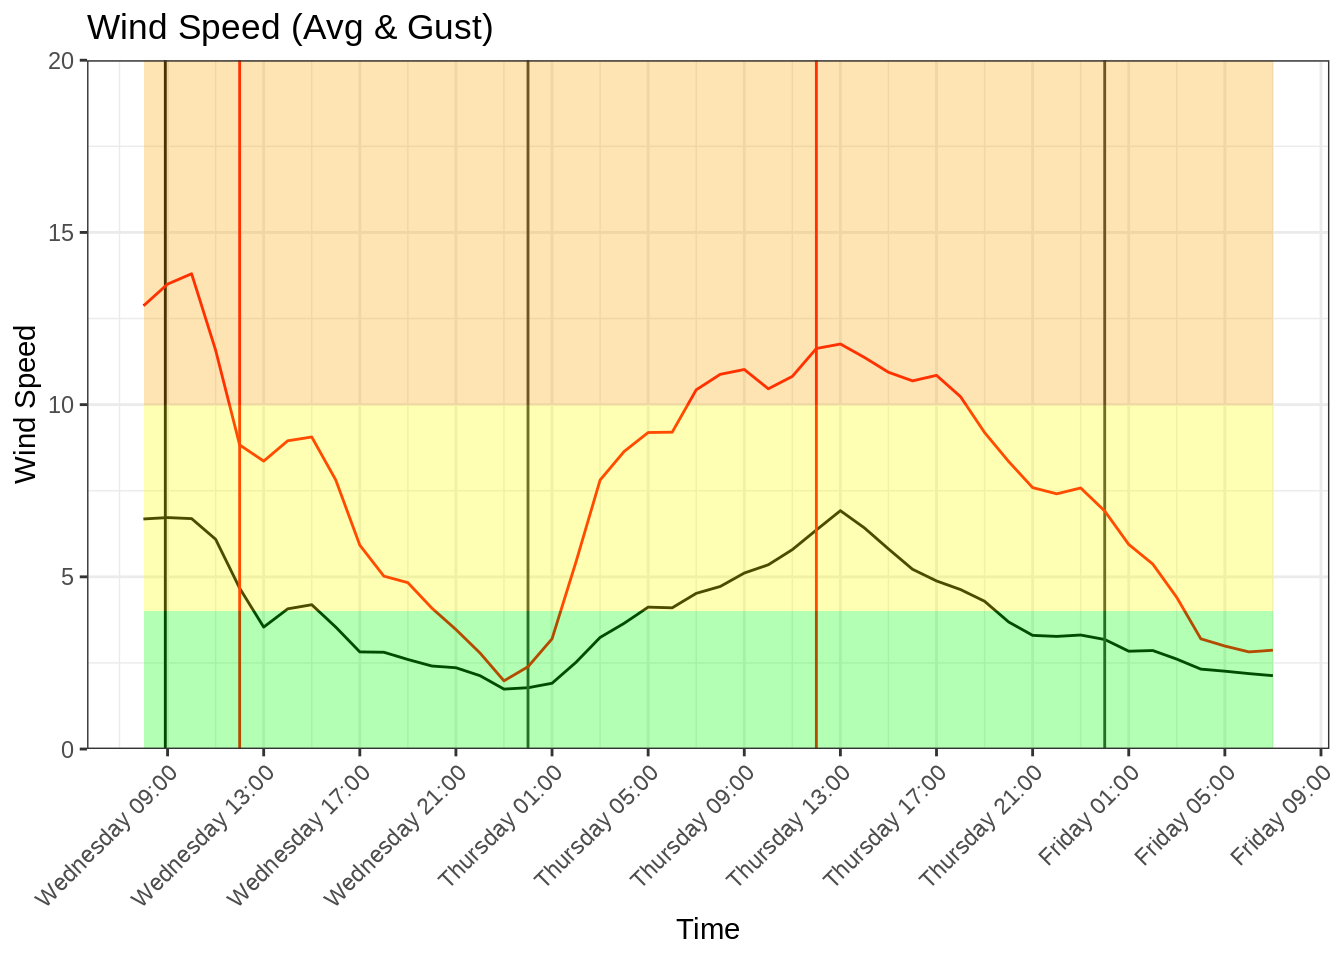 Wind Speed (Avg & Gust)
20
15
10
5
0
Wind Speed
Wednesday 09:00
Wednesday 13:00
Wednesday 17:00
Wednesday 21:00
Thursday 01:00
Thursday 05:00
Thursday 09:00
Thursday 13:00
Thursday 17:00
Thursday 21:00
Friday 01:00
Friday 05:00
Friday 09:00
Time